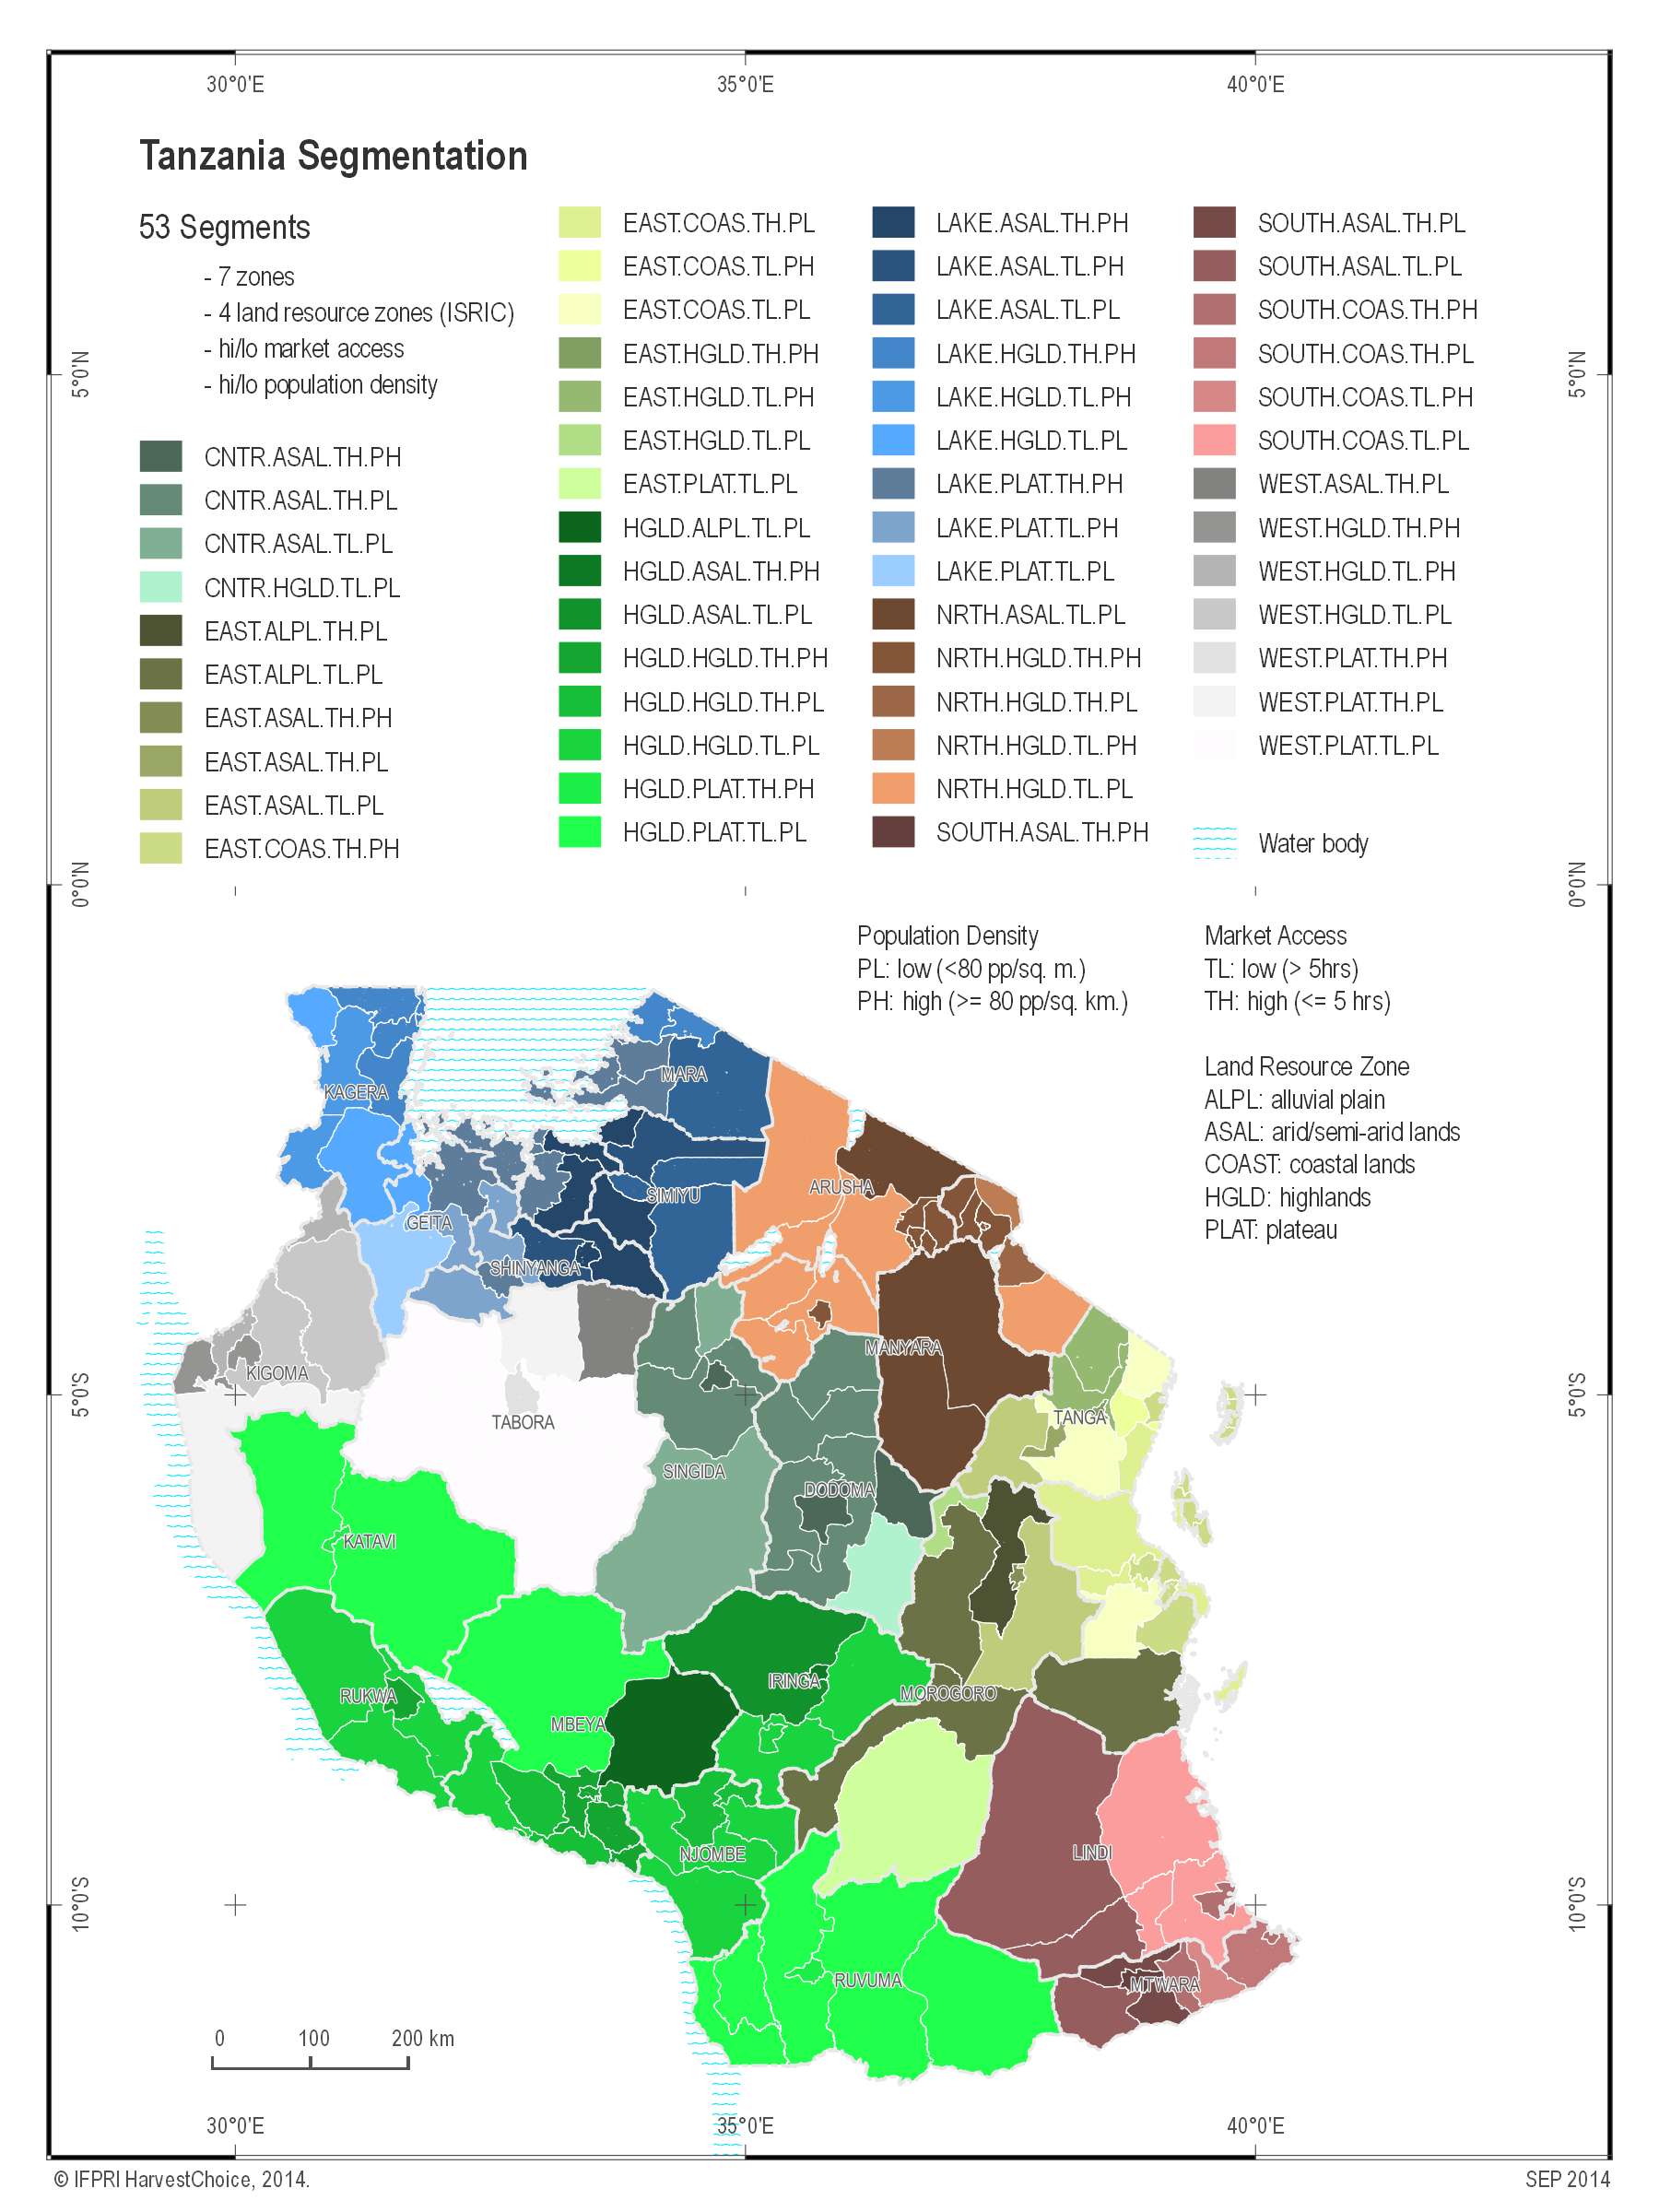 30°0'E 35°0'E 40°0'E
Tanzania Segmentation
53 Segments
- 7 zones
- 4 land resource zones (ISRIC)
- hi/lo market access
- hi/lo population density
CNTR.ASAL.TH.PH
CNTR.ASAL.TH.PL
CNTR.ASAL.TL.PL
CNTR.HGLD.TL.PL
EAST.ALPL.TH.PL
EAST.ALPL.TL.PL
EAST.ASAL.TH.PH
EAST.ASAL.TH.PL
EAST.ASAL.TL.PL
EAST.COAS.TH.PH
EAST.COAS.TH.PL
EAST.COAS.TL.PH
EAST.COAS.TL.PL
EAST.HGLD.TH.PH
EAST.HGLD.TL.PH
EAST.HGLD.TL.PL
EAST.PLAT.TL.PL
HGLD.ALPL.TL.PL
HGLD.ASAL.TH.PH
HGLD.ASAL.TL.PL
HGLD.HGLD.TH.PH
HGLD.HGLD.TH.PL
HGLD.HGLD.TL.PL
HGLD.PLAT.TH.PH
HGLD.PLAT.TL.PL
LAKE.ASAL.TH.PH
LAKE.ASAL.TL.PH
LAKE.ASAL.TL.PL
LAKE.HGLD.TH.PH
LAKE.HGLD.TL.PH
LAKE.HGLD.TL.PL
LAKE.PLAT.TH.PH
LAKE.PLAT.TL.PH
LAKE.PLAT.TL.PL
NRTH.ASAL.TL.PL
NRTH.HGLD.TH.PH
NRTH.HGLD.TH.PL
NRTH.HGLD.TL.PH
NRTH.HGLD.TL.PL
SOUTH.ASAL.TH.PH
SOUTH.ASAL.TH.PL
SOUTH.ASAL.TL.PL
SOUTH.COAS.TH.PH
SOUTH.COAS.TH.PL
SOUTH.COAS.TL.PH
SOUTH.COAS.TL.PL
WEST.ASAL.TH.PL
WEST.HGLD.TH.PH
WEST.HGLD.TL.PH
WEST.HGLD.TL.PL
WEST.PLAT.TH.PH
WEST.PLAT.TH.PL
WEST.PLAT.TL.PL
Water body
5°0'N 5°0'N
0°0'N 0°0'N
Population Density
PL: low (<80 pp/sq. m.)
PH: high (>= 80 pp/sq. km.)
Market Access
TL: low (> 5hrs)
TH: high (<= 5 hrs)
Land Resource Zone
ALPL: alluvial plain
ASAL: arid/semi-arid lands
COAST: coastal lands
HGLD: highlands
PLAT: plateau
MARA
KAGERA
ARUSHA
SIMIYU
GEITA
SHINYANGA
MANYARA
KIGOMA
5°0'S 5°0'S
TANGA
TABORA
SINGIDA
DODOMA
KATAVI
IRINGA
MOROGORO
RUKWA
MBEYA
LINDI
NJOMBE
10°0'S 10°0'S
RUVUMA
MTWARA
0 100 200 km
30°0'E 35°0'E 40°0'E
© IFPRI HarvestChoice, 2014.
SEP 2014